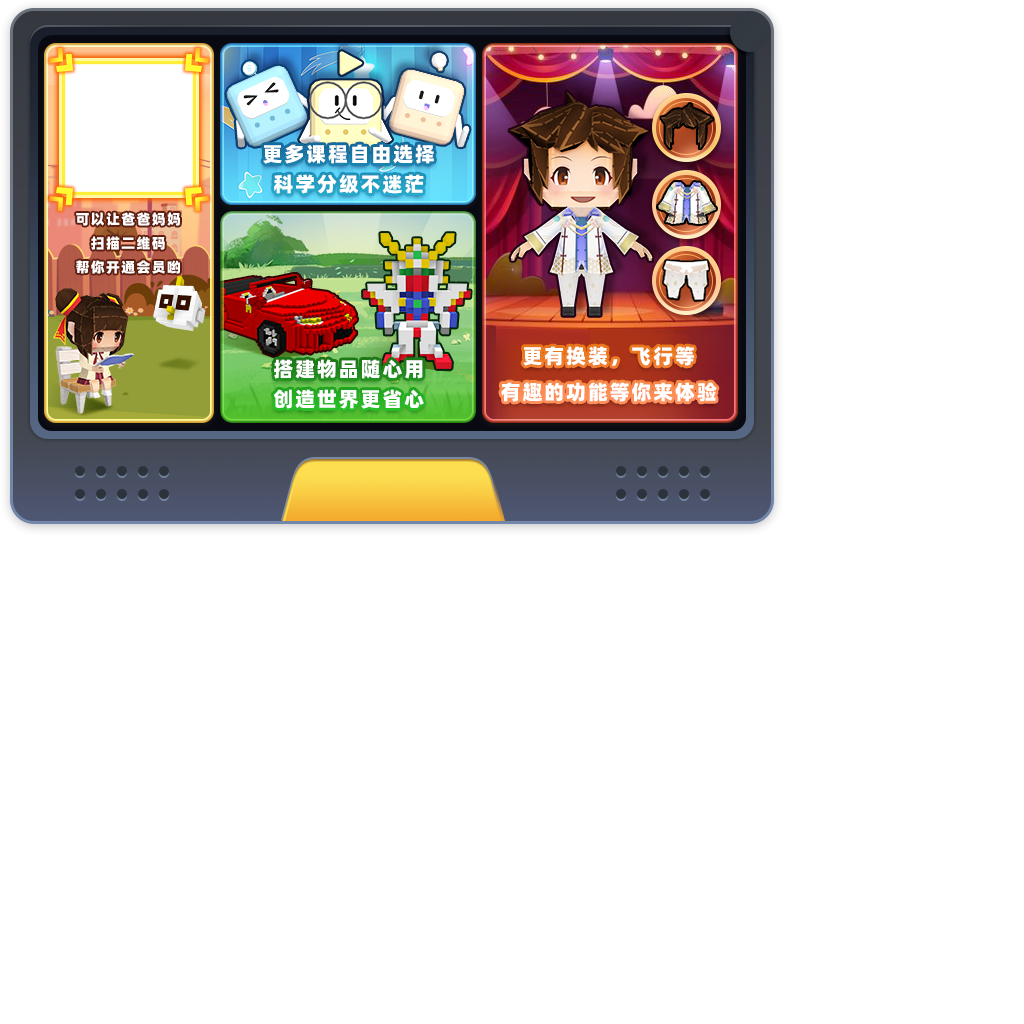 可以让爸爸妈妈
扫描二维码
帮你开通会员哟
更多课程自由选择
科学分级不迷茫
搭建物品随心用
创造世界更省心
更有换装，飞行等
有趣的功能等你来体验